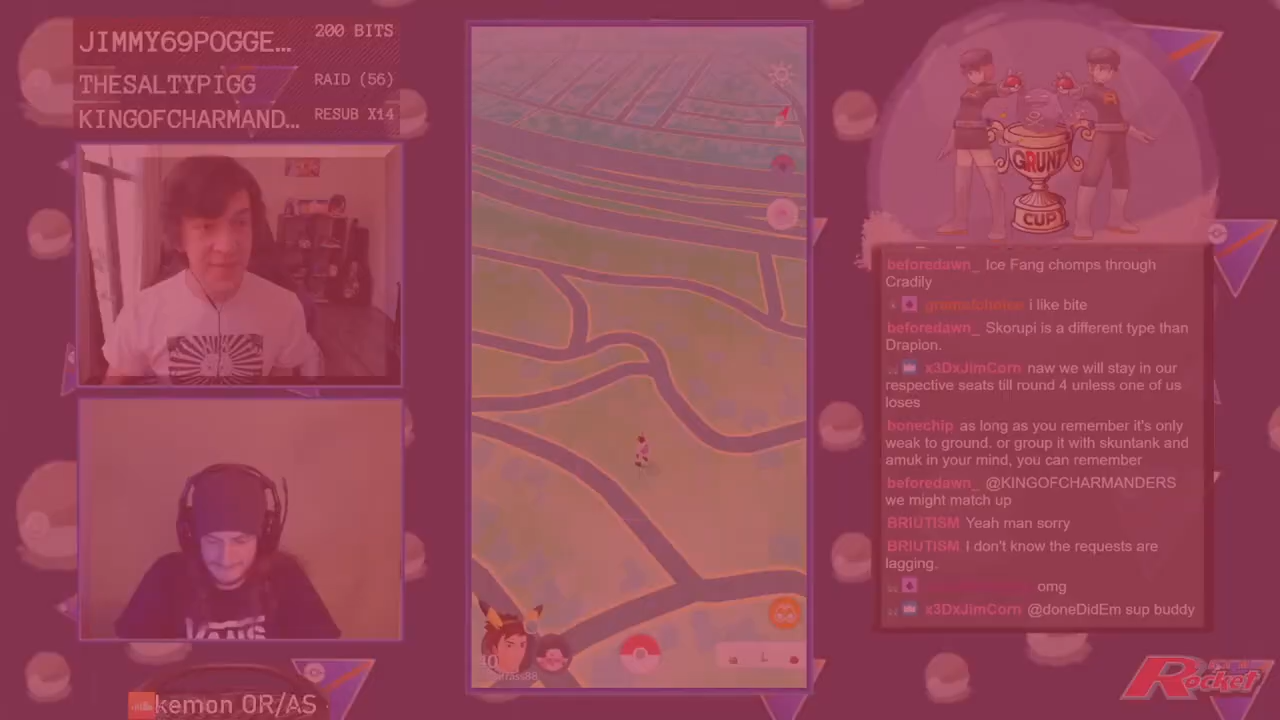 JIMMY69POGGE... 200 BITS
THESALTYPIGG RAID (56)
KINGOFCHARMAND... RESUB X14
GRUNT
CUP
beforedawn_ Ice Fang chomps through
Cradily
i like bite
beforedawn_ Skorupi is a different type than
Drapion.
x3DxJimCorn naw we will stay in our
respective seats till round 4 unless one of us
loses
bonechip as long as you remember it's only
weak to ground. or group it with skuntank and
amuk in your mind, you can remember
beforedawn_ @KINGOFCHARMANDERS
we might match up
BRIUTISM Yeah man sorry
BRIUTISM I don't know the requests are
lagging.
omg
x3DxJimCorn @doneDidEm sup buddy
VANS
40
L
kemon OR/AS
Rocket